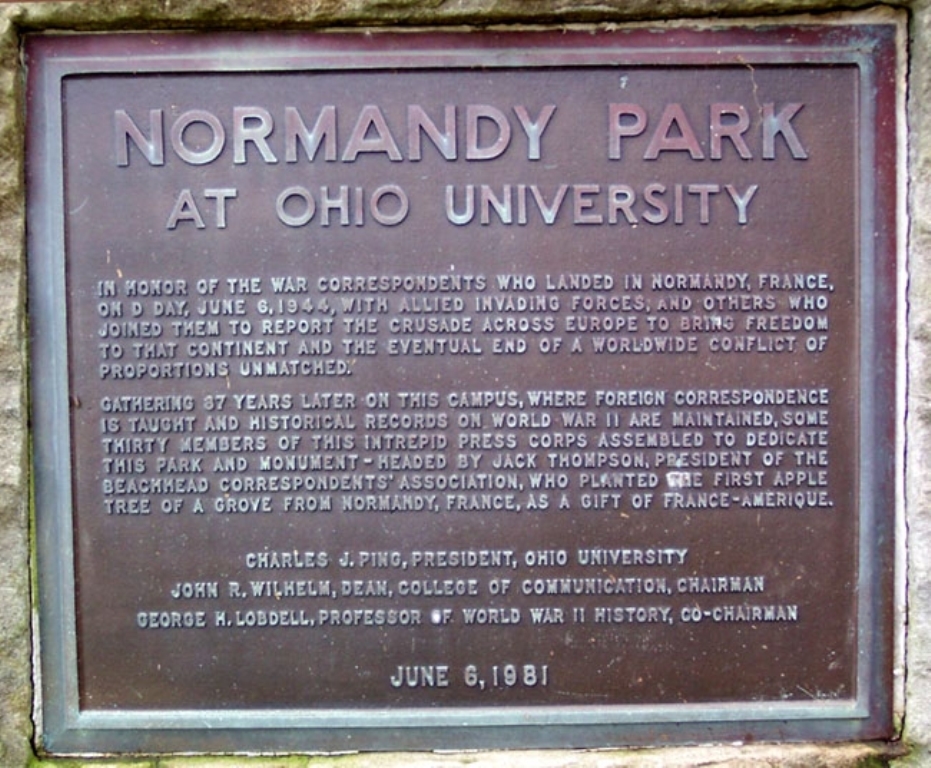 NORMANDY PARK
AT OHIO UNIVERSITY
IN HONOR OF THE WAR CORRESPONDENTS WHO LANDED IN NORMANDY, FRANCE,
ON D DAY, JUNE 6, 1944, WITH ALLIED INVADING FORCES, AND OTHERS WHO
JOINED THEM TO REPORT THE CRUSADE ACROSS EUROPE TO BRING FREEDOM
TO THAT CONTINENT AND THE EVENTUAL END OF A WORLDWIDE CONFLICT OF
PROPORTIONS UNMATCHED.
GATHERING 37 YEARS LATER ON THIS CAMPUS, WHERE FOREIGN CORRESPONDENCE
IS TAUGHT AND HISTORICAL RECORDS ON WORLD WAR II ARE MAINTAINED, SOME
THIRTY MEMBERS OF THIS INTREPID PRESS CORPS ASSEMBLED TO DEDICATE
THIS PARK AND MONUMENT-HEADED BY JACK THOMPSON, PRESIDENT OF THE
BEACHHEAD CORRESPONDENTS' ASSOCIATION, WHO PLANTED THE FIRST APPLE
TREE OF A GROVE FROM NORMANDY, FRANCE, AS A GIFT OF FRANCE-AMERIQUE.
CHARLES J. PING, PRESIDENT, OHIO UNIVERSITY
JOHN R. WILHELM, DEAN, COLLEGE OF COMMUNICATION, CHAIRMAN
GEORGE H. LOBDELL, PROFESSOR OF WORLD WAR II HISTORY, CO-CHAIRMAN
JUNE 6, 1981